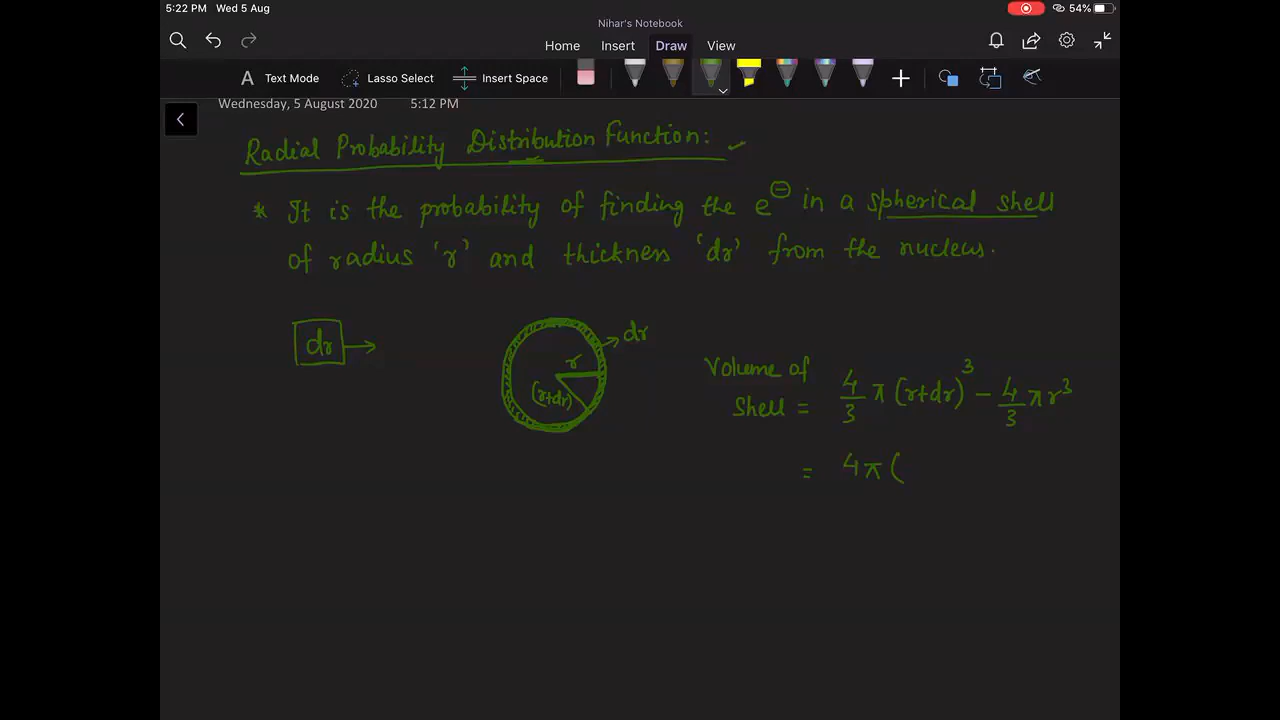 5:22 PM Wed 5 Aug
54%
Nihar's Notebook
Home Insert Draw View
A Text Mode Lasso Select Insert Space
Wednesday, 5 August 2020 5:12 PM
Radial Probability Distribution Function:
* It is the probability of finding the e⊖ in a spherical shell
of radius 'r' and thickness 'dr' from the nucleus.
dr
dr
r
(r+dr)
Volume of
Shell = 4/3 π (r+dr)³ - 4/3 πr³
= 4π (